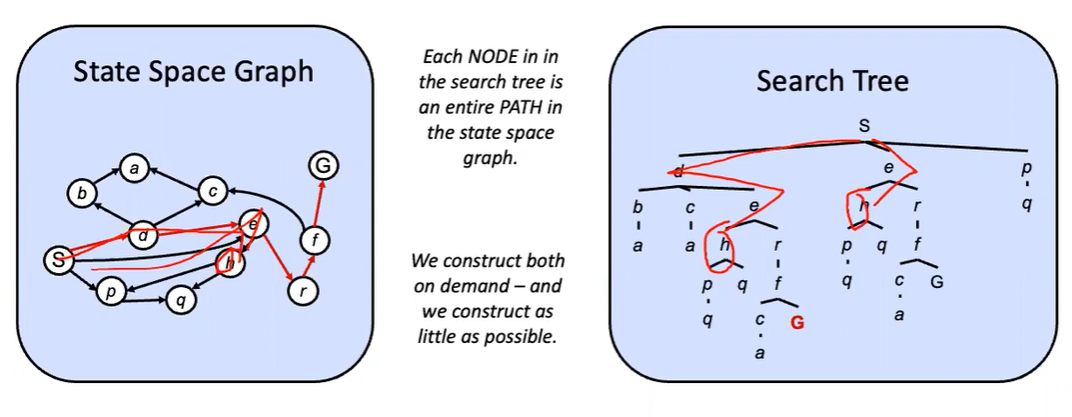 State Space Graph
G
a
b
c
e
d
f
S
h
p
q
r
Each NODE in in
the search tree is
an entire PATH in
the state space
graph.
We construct both
on demand – and
we construct as
little as possible.
Search Tree
S
d e p
b c e h r q
a a h r p q f
p q f q c G
q c G a
a